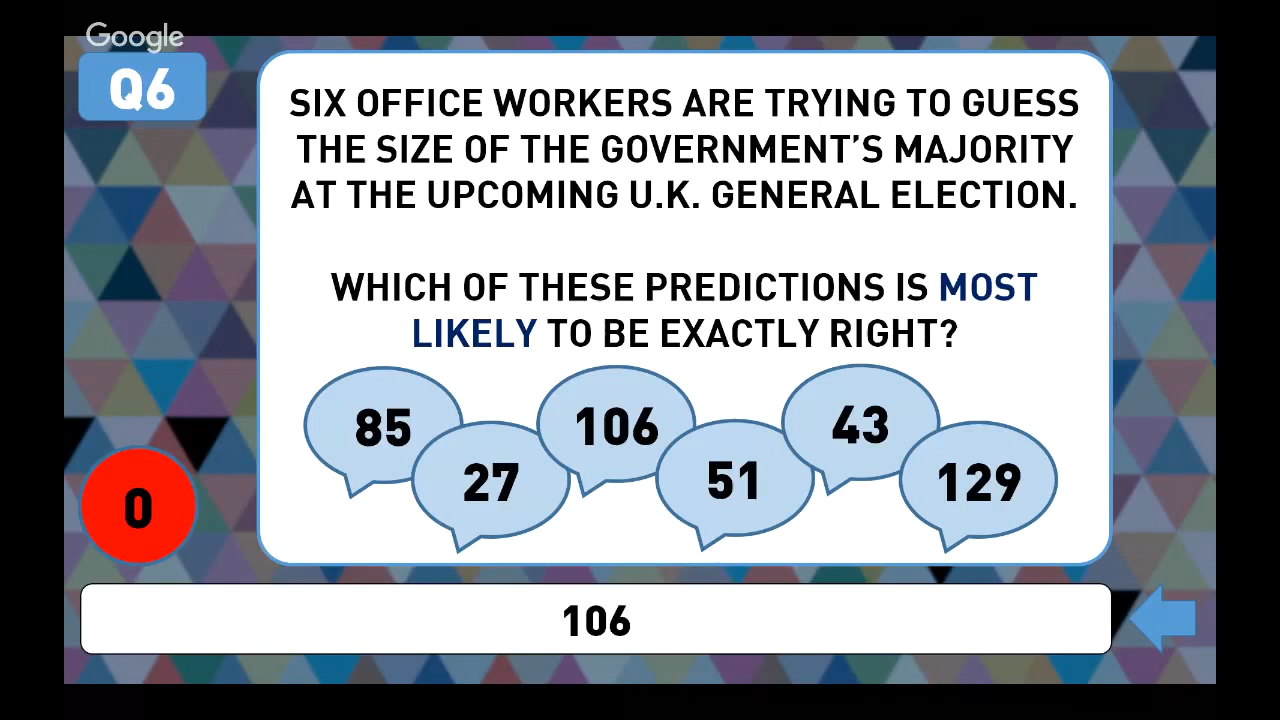 Google
Q6
SIX OFFICE WORKERS ARE TRYING TO GUESS
THE SIZE OF THE GOVERNMENT'S MAJORITY
AT THE UPCOMING U.K. GENERAL ELECTION.
WHICH OF THESE PREDICTIONS IS MOST
LIKELY TO BE EXACTLY RIGHT?
85
27
106
51
43
129
0
106